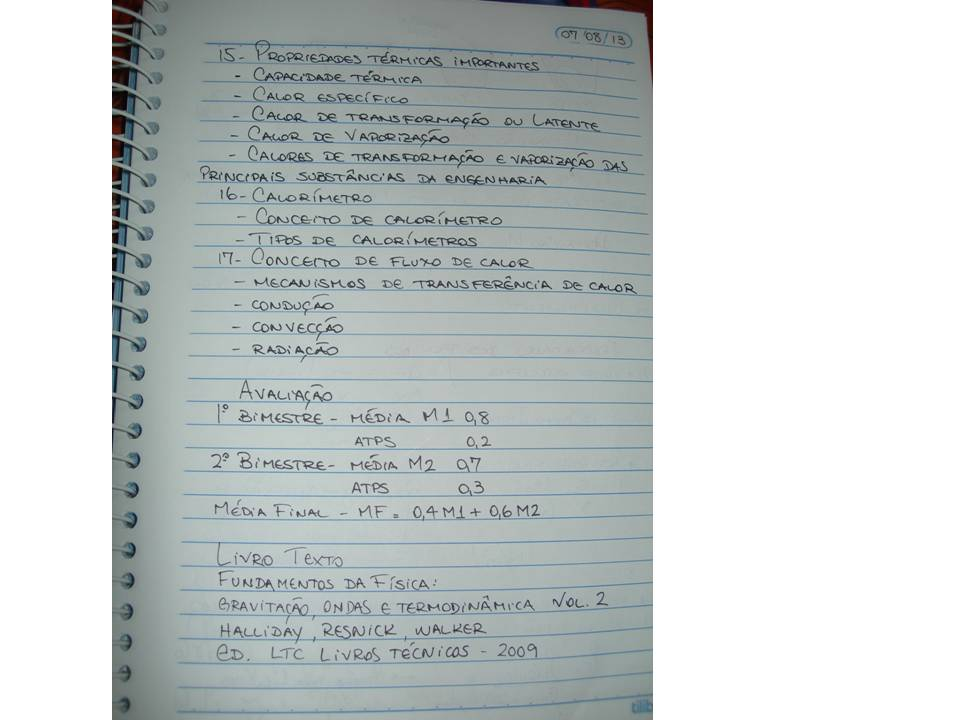 07/08/13
15- PROPRIEDADES TÉRMICAS IMPORTANTES
- CAPACIDADE TÉRMICA
- CALOR ESPECÍFICO
- CALOR DE TRANSFORMAÇÃO OU LATENTE
- CALOR DE VAPORIZAÇÃO
- CALORES DE TRANSFORMAÇÃO E VAPORIZAÇÃO DAS
PRINCIPAIS SUBSTÂNCIAS DA ENGENHARIA
16- CALORÍMETRO
- CONCEITO DE CALORÍMETRO
- TIPOS DE CALORÍMETROS
17- CONCEITO DE FLUXO DE CALOR
- MECANISMOS DE TRANSFERÊNCIA DE CALOR
- CONDUÇÃO
- CONVECÇÃO
- RADIAÇÃO
AVALIAÇÃO
1º BIMESTRE - MÉDIA M1 0,8
ATPS 0,2
2º BIMESTRE - MÉDIA M2 0,7
ATPS 0,3
MÉDIA FINAL - MF = 0,4 M1 + 0,6 M2
LIVRO TEXTO
FUNDAMENTOS DA FÍSICA:
GRAVITAÇÃO, ONDAS E TERMODINÂMICA VOL. 2
HALLIDAY, RESNICK, WALKER
ED. LTC LIVROS TÉCNICOS - 2009